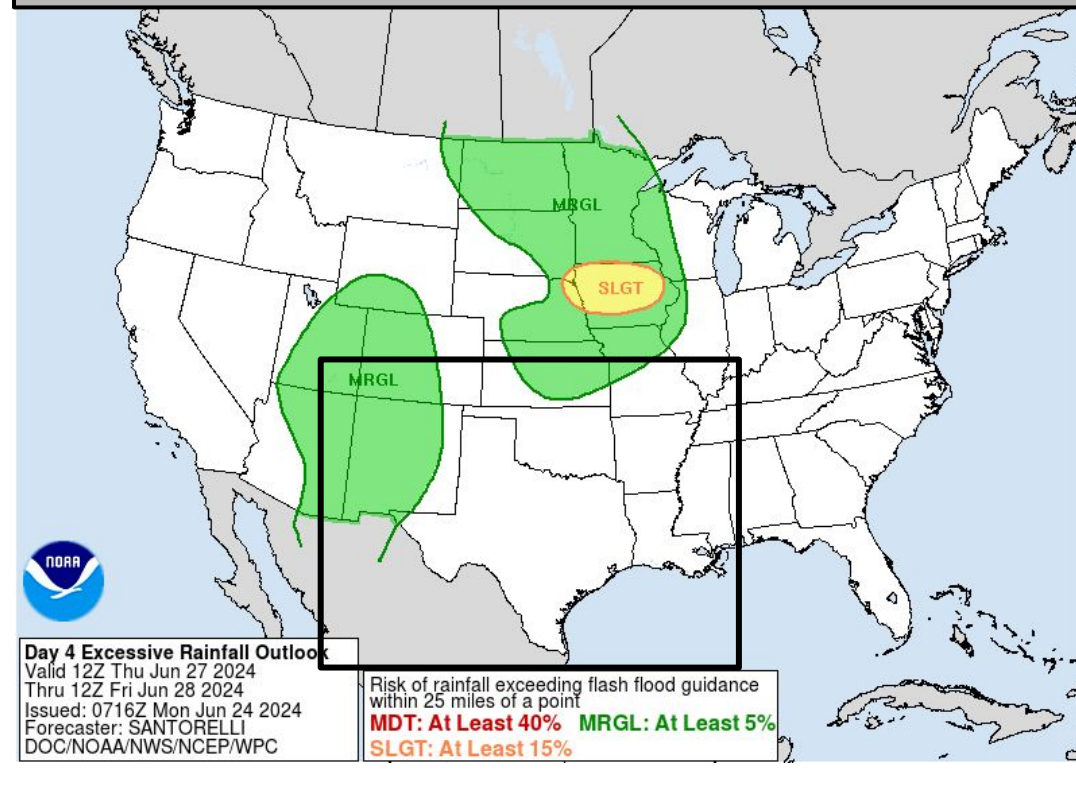 MRGL
SLGT
MRGL
NOAA
Day 4 Excessive Rainfall Outlook
Valid 12Z Thu Jun 27 2024
Thru 12Z Fri Jun 28 2024
Issued: 0716Z Mon Jun 24 2024
Forecaster: SANTORELLI
DOC/NOAA/NWS/NCEP/WPC
Risk of rainfall exceeding flash flood guidance
within 25 miles of a point
MDT: At Least 40% MRGL: At Least 5%
SLGT: At Least 15%